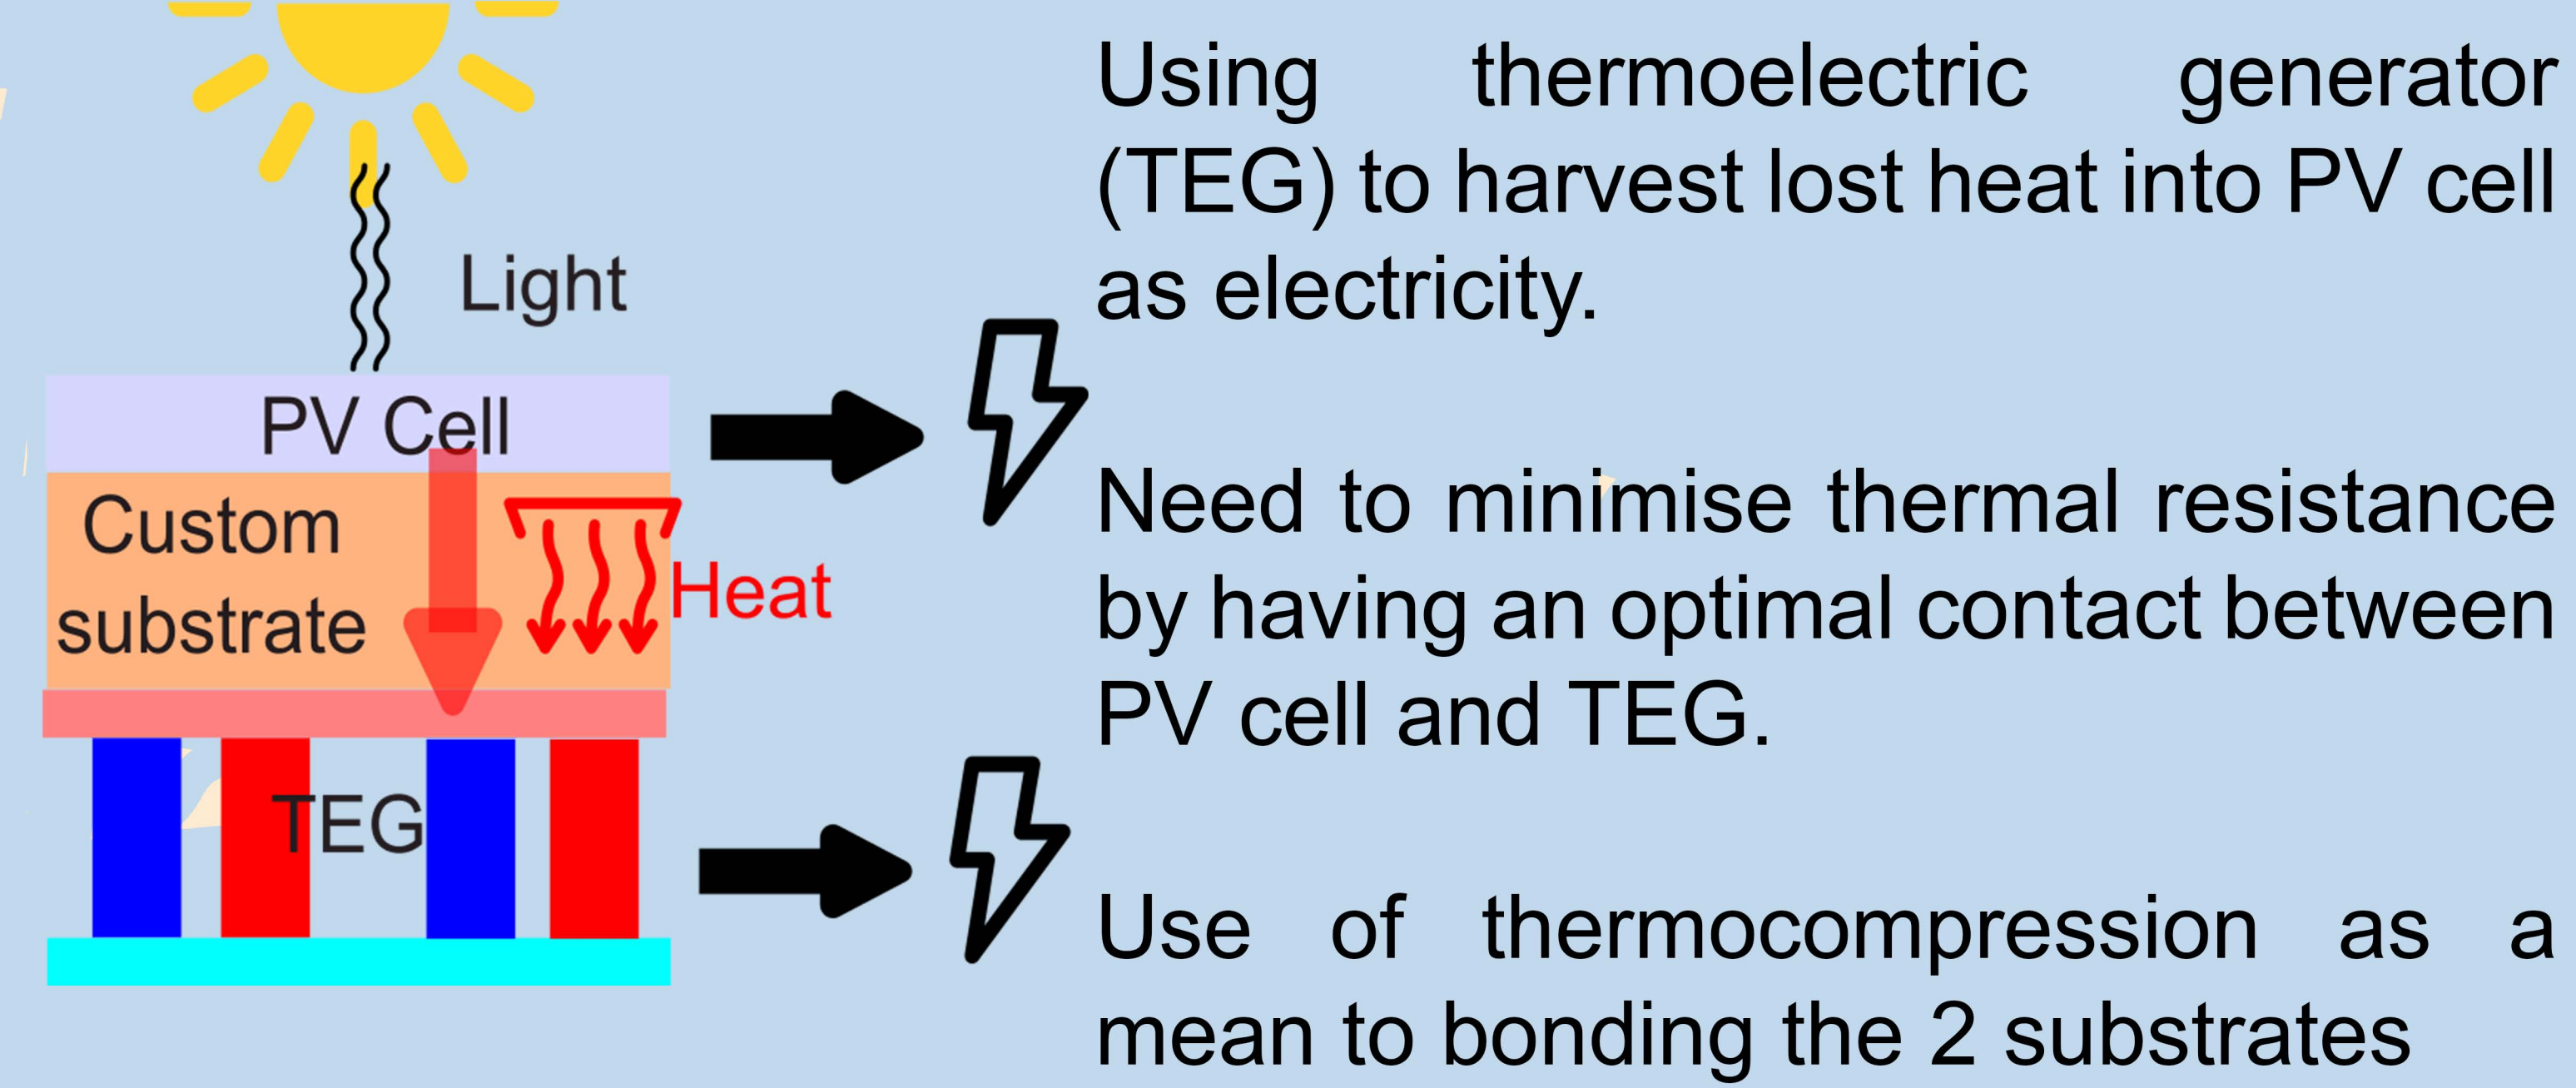 Using thermoelectric generator
(TEG) to harvest lost heat into PV cell
as electricity.
Light
PV Cell
Custom
substrate
Heat
Need to minimise thermal resistance
by having an optimal contact between
PV cell and TEG.
TEG
Use of thermocompression as a
mean to bonding the 2 substrates